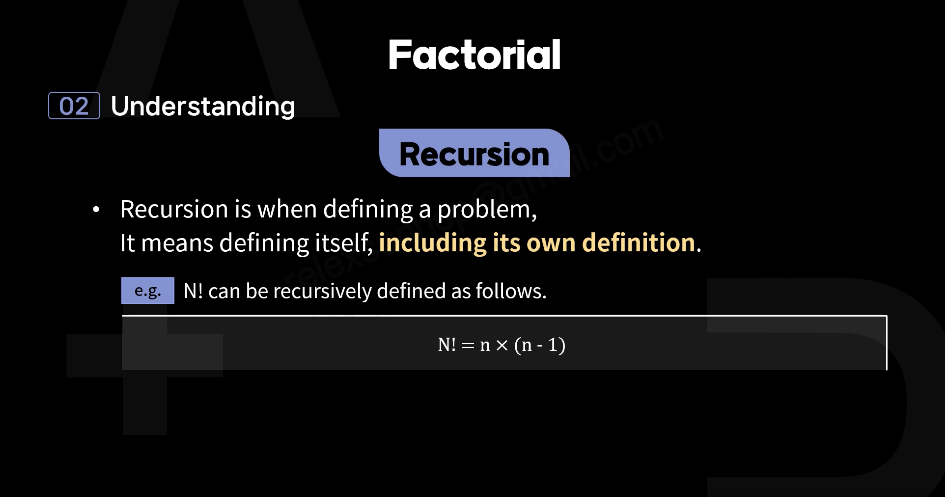 Factorial
02 Understanding
Recursion
• Recursion is when defining a problem,
It means defining itself, including its own definition.
e.g. N! can be recursively defined as follows.
N! = n × (n - 1)